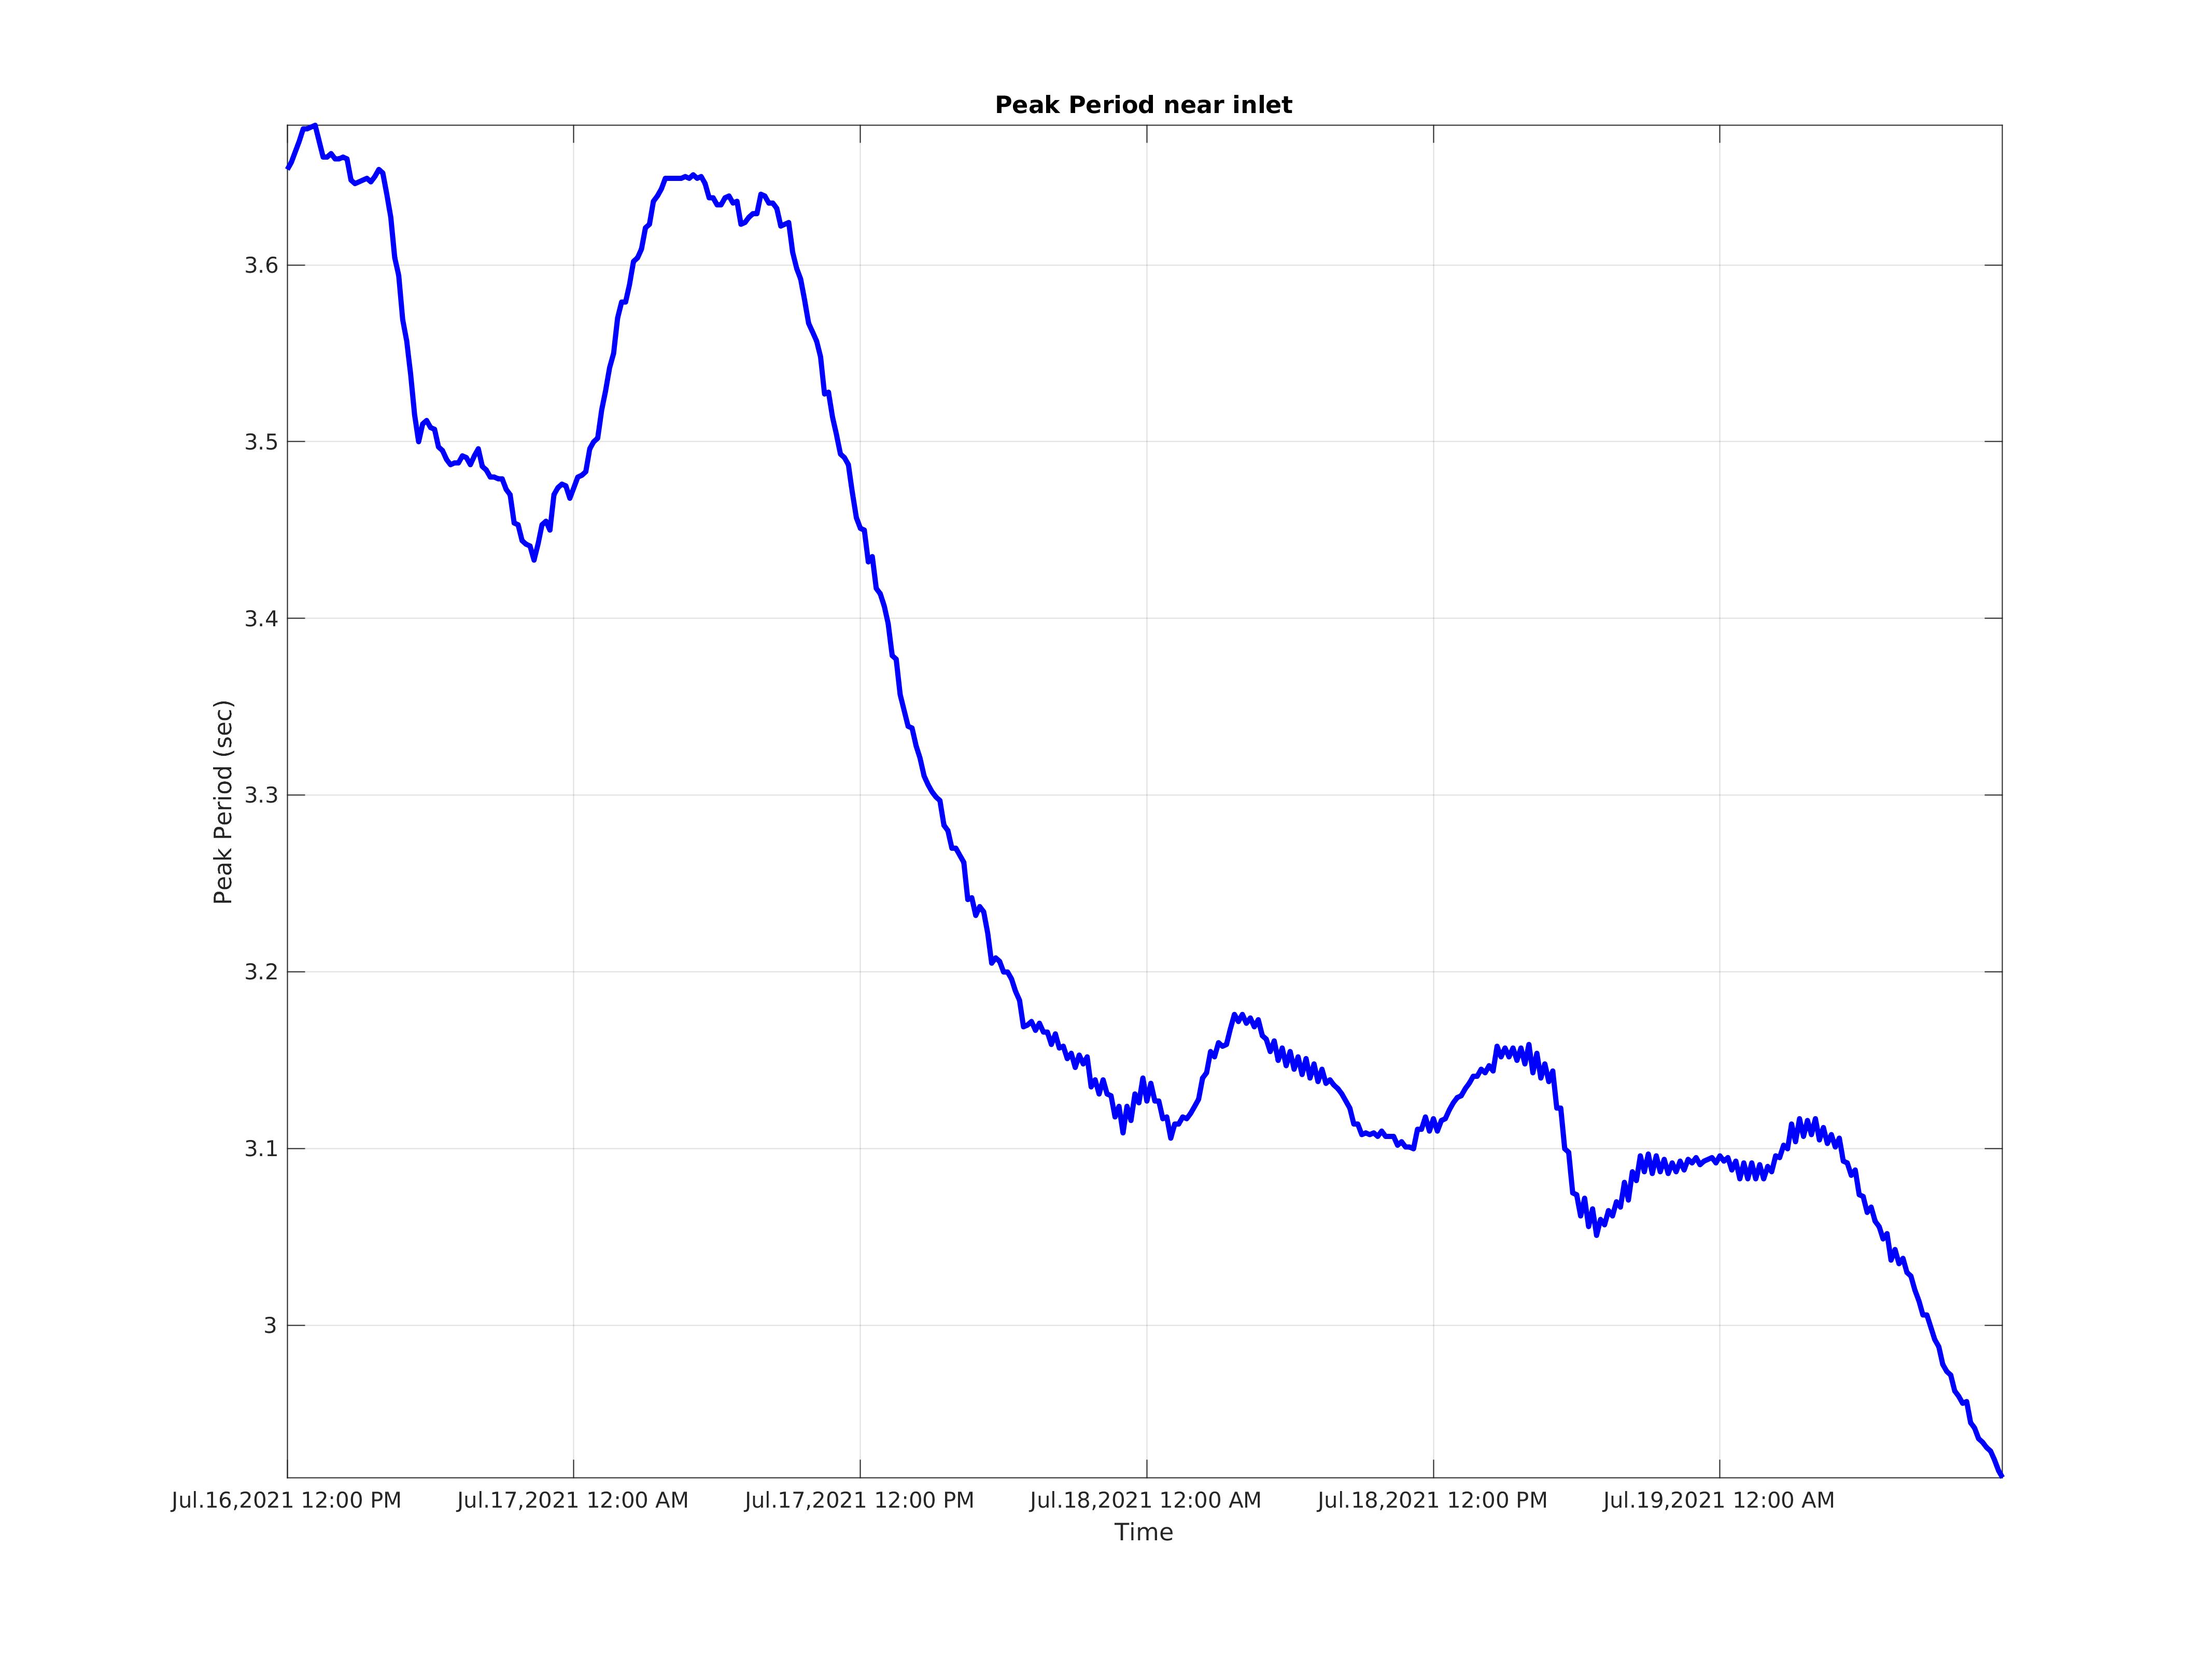 Peak Period near inlet
3.6
3.5
3.4
3.3
3.2
3.1
3
Peak Period (sec)
Jul.16,2021 12:00 PM
Jul.17,2021 12:00 AM
Jul.17,2021 12:00 PM
Jul.18,2021 12:00 AM
Jul.18,2021 12:00 PM
Jul.19,2021 12:00 AM
Time